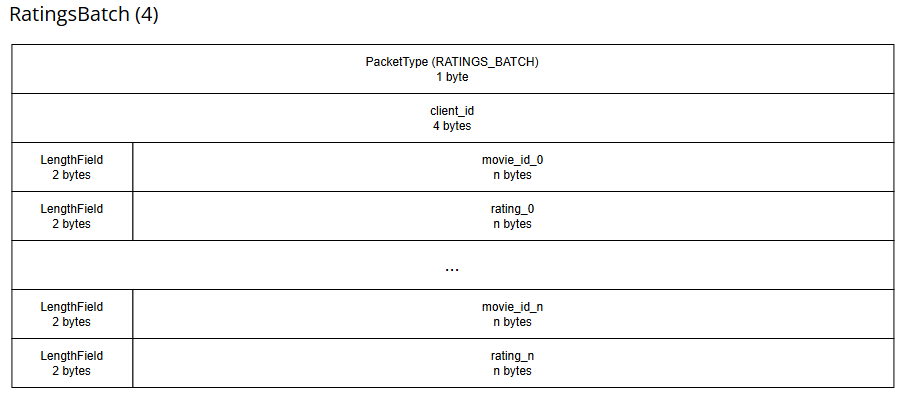 RatingsBatch (4)
PacketType (RATINGS_BATCH)
1 byte
client_id
4 bytes
LengthField
2 bytes
movie_id_0
n bytes
LengthField
2 bytes
rating_0
n bytes
...
LengthField
2 bytes
movie_id_n
n bytes
LengthField
2 bytes
rating_n
n bytes